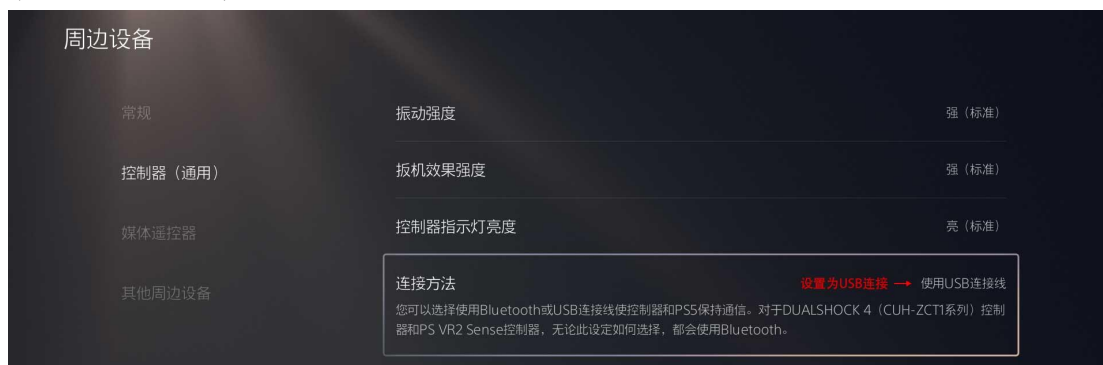 周边设备
常规
振动强度 强（标准）
控制器（通用） 扳机效果强度 强（标准）
媒体遥控器 控制器指示灯亮度 亮（标准）
其他周边设备 连接方法 设置为USB连接 → 使用USB连接线
您可以选择使用Bluetooth或USB连接线使控制器和PS5保持通信。对于DUALSHOCK 4（CUH-ZCT1系列）控制
器和PS VR2 Sense控制器，无论此设定如何选择，都会使用Bluetooth。